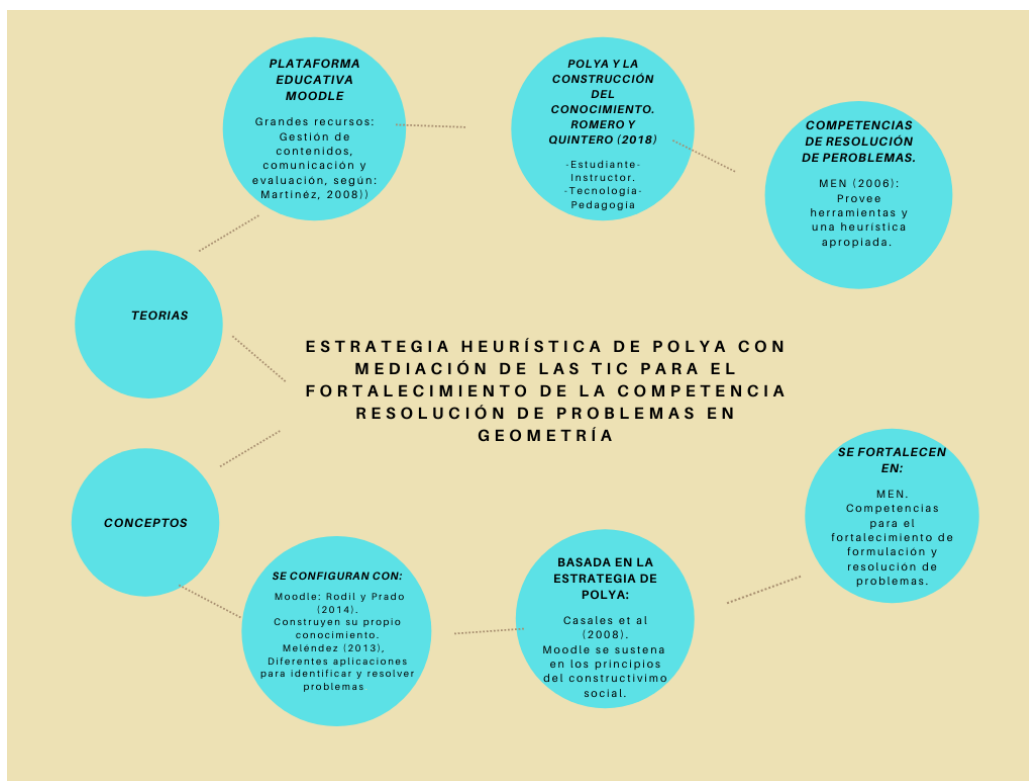 PLATAFORMA
EDUCATIVA
MOODLE
Grandes recursos:
Gestión de
contenidos,
comunicación y
evaluación, según:
Martinéz, 2008))
POLYA Y LA
CONSTRUCCIÓN
DEL
CONOCIMIENTO.
ROMERO Y
QUINTERO (2018)
-Estudiante-
Instructor.
-Tecnología-
Pedagogía
COMPETENCIAS
DE RESOLUCIÓN
DE PEROBLEMAS.
MEN (2006):
Provee
herramientas y
una heurística
apropiada.
TEORIAS
ESTRATEGIA HEURÍSTICA DE POLYA CON
MEDIACIÓN DE LAS TIC PARA EL
FORTALECIMIENTO DE LA COMPETENCIA
RESOLUCIÓN DE PROBLEMAS EN
GEOMETRÍA
CONCEPTOS
SE CONFIGURAN CON:
Moodle: Rodil y Prado
(2014).
Construyen su propio
conocimiento.
Meléndez (2013),
Diferentes aplicaciones
para identificar y resolver
problemas
BASADA EN LA
ESTRATEGIA DE
POLYA:
Casales et al
(2008).
Moodle se sustena
en los principios
del constructivimo
social.
SE FORTALECEN
EN:
MEN.
Competencias
para el
fortalecimiento de
formulación y
resolución de
problemas.